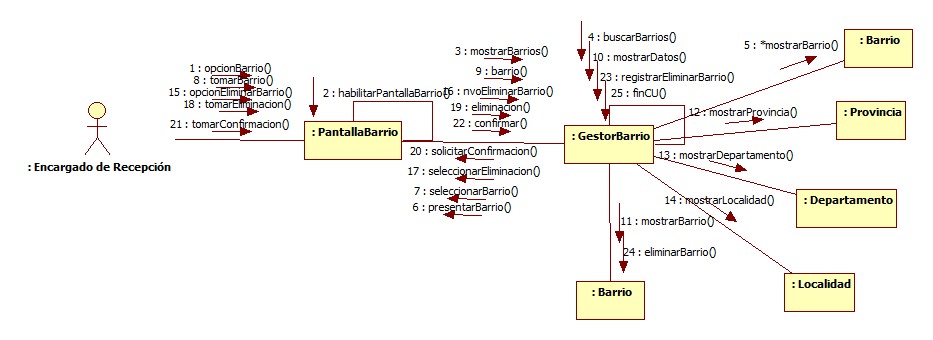 4 : buscarBarrios()
5 : *mostrarBarrio()
: Barrio
3 : mostrarBarrios()
10 : mostrarDatos()
1 : opcionBarrio()
9 : barrio()
23 : registrarEliminarBarrio()
8 : tomarBarrio()
15 : opcionEliminarBarrio()
2 : habilitarPantallaBarrio()
16 : nvoEliminarBarrio()
25 : finCU()
18 : tomarEliminacion()
19 : eliminacion()
12 : mostrarProvincia()
: Provincia
21 : tomarConfirmacion()
22 : confirmar()
: PantallaBarrio
: GestorBarrio
20 : solicitarConfirmacion()
13 : mostrarDepartamento()
: Encargado de Recepción
17 : seleccionarEliminacion()
7 : seleccionarBarrio()
14 : mostrarLocalidad()
: Departamento
6 : presentarBarrio()
11 : mostrarBarrio()
24 : eliminarBarrio()
: Barrio
: Localidad